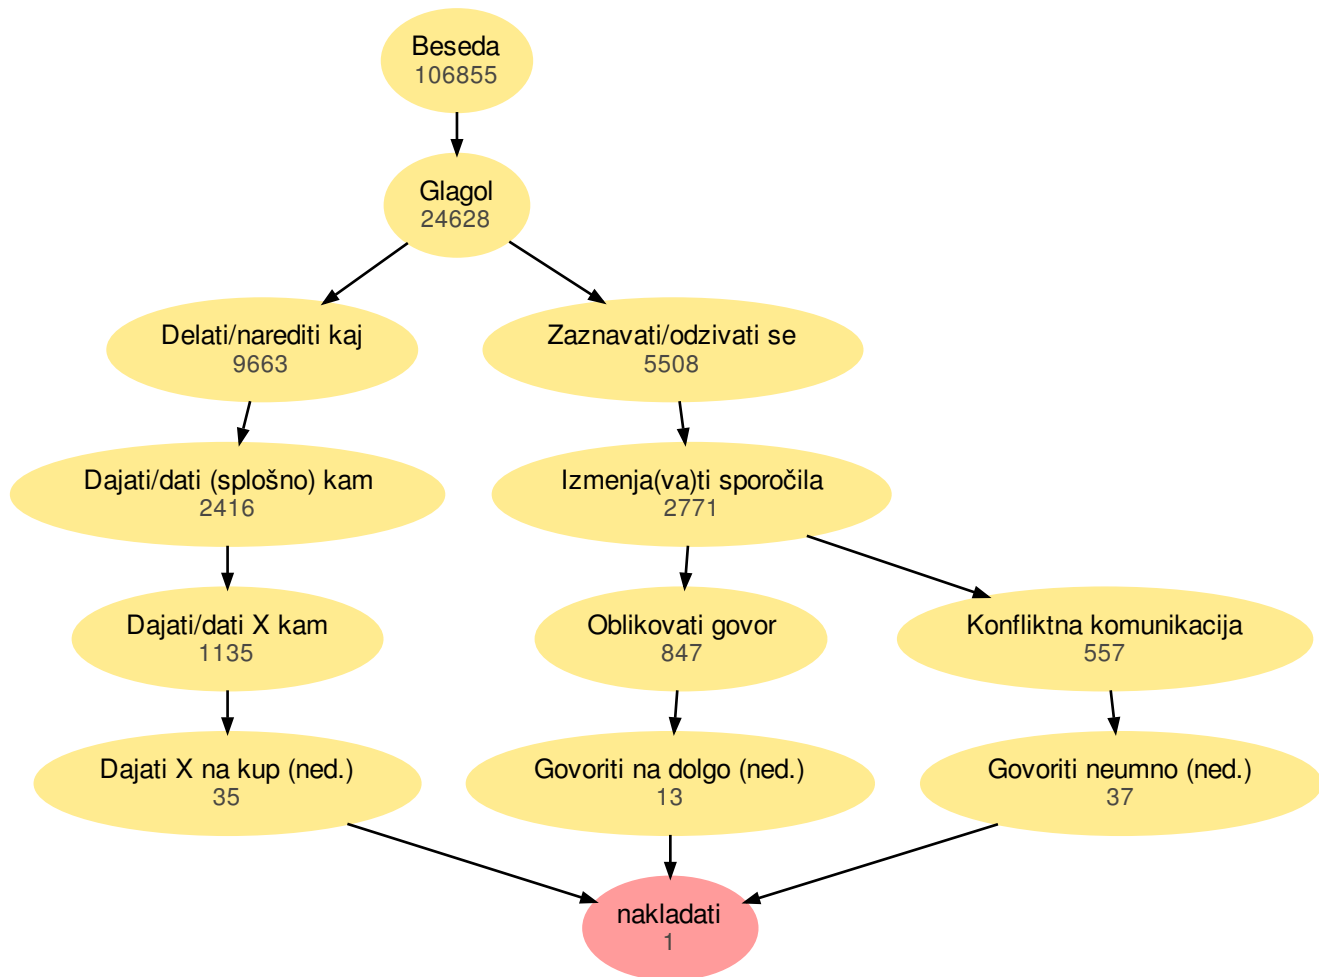 Beseda
106855
Glagol
24628
Delati/narediti kaj
9663
Zaznavati/odzivati se
5508
Dajati/dati (splošno) kam
2416
Izmenja(va)ti sporočila
2771
Dajati/dati X kam
1135
Oblikovati govor
847
Konfliktna komunikacija
557
Dajati X na kup (ned.)
35
Govoriti na dolgo (ned.)
13
Govoriti neumno (ned.)
37
nakladati
1